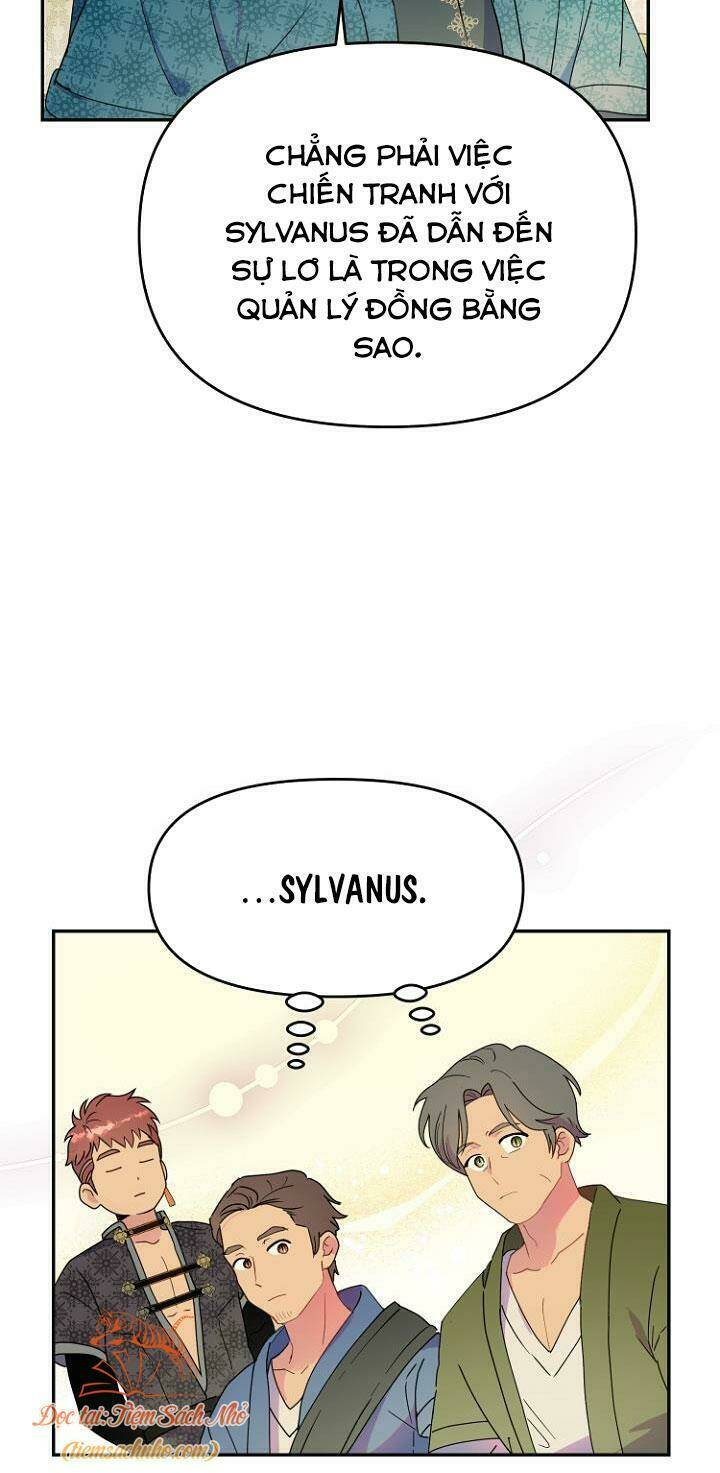 CHẲNG PHẢI VIỆC
CHIẾN TRANH VỚI
SYLVANUS ĐÃ DẪN ĐẾN
SỰ LƠ LÀ TRONG VIỆC
QUẢN LÝ ĐỒNG BẰNG
SAO.
...SYLVANUS.
Đọc tại: Tiệm Sách Nhỏ
(tiemsachnho.com)